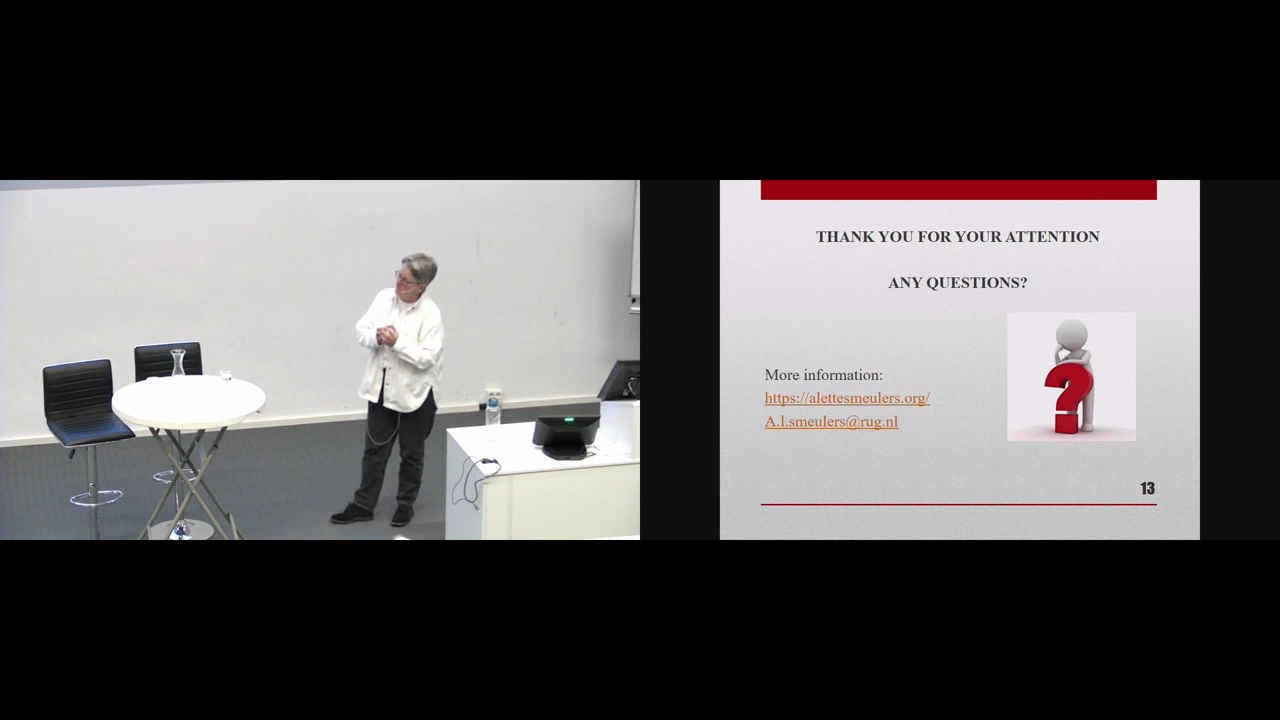 THANK YOU FOR YOUR ATTENTION
ANY QUESTIONS?
More information:
https://alettesmeulers.org/
A.l.smeulers@rug.nl
13